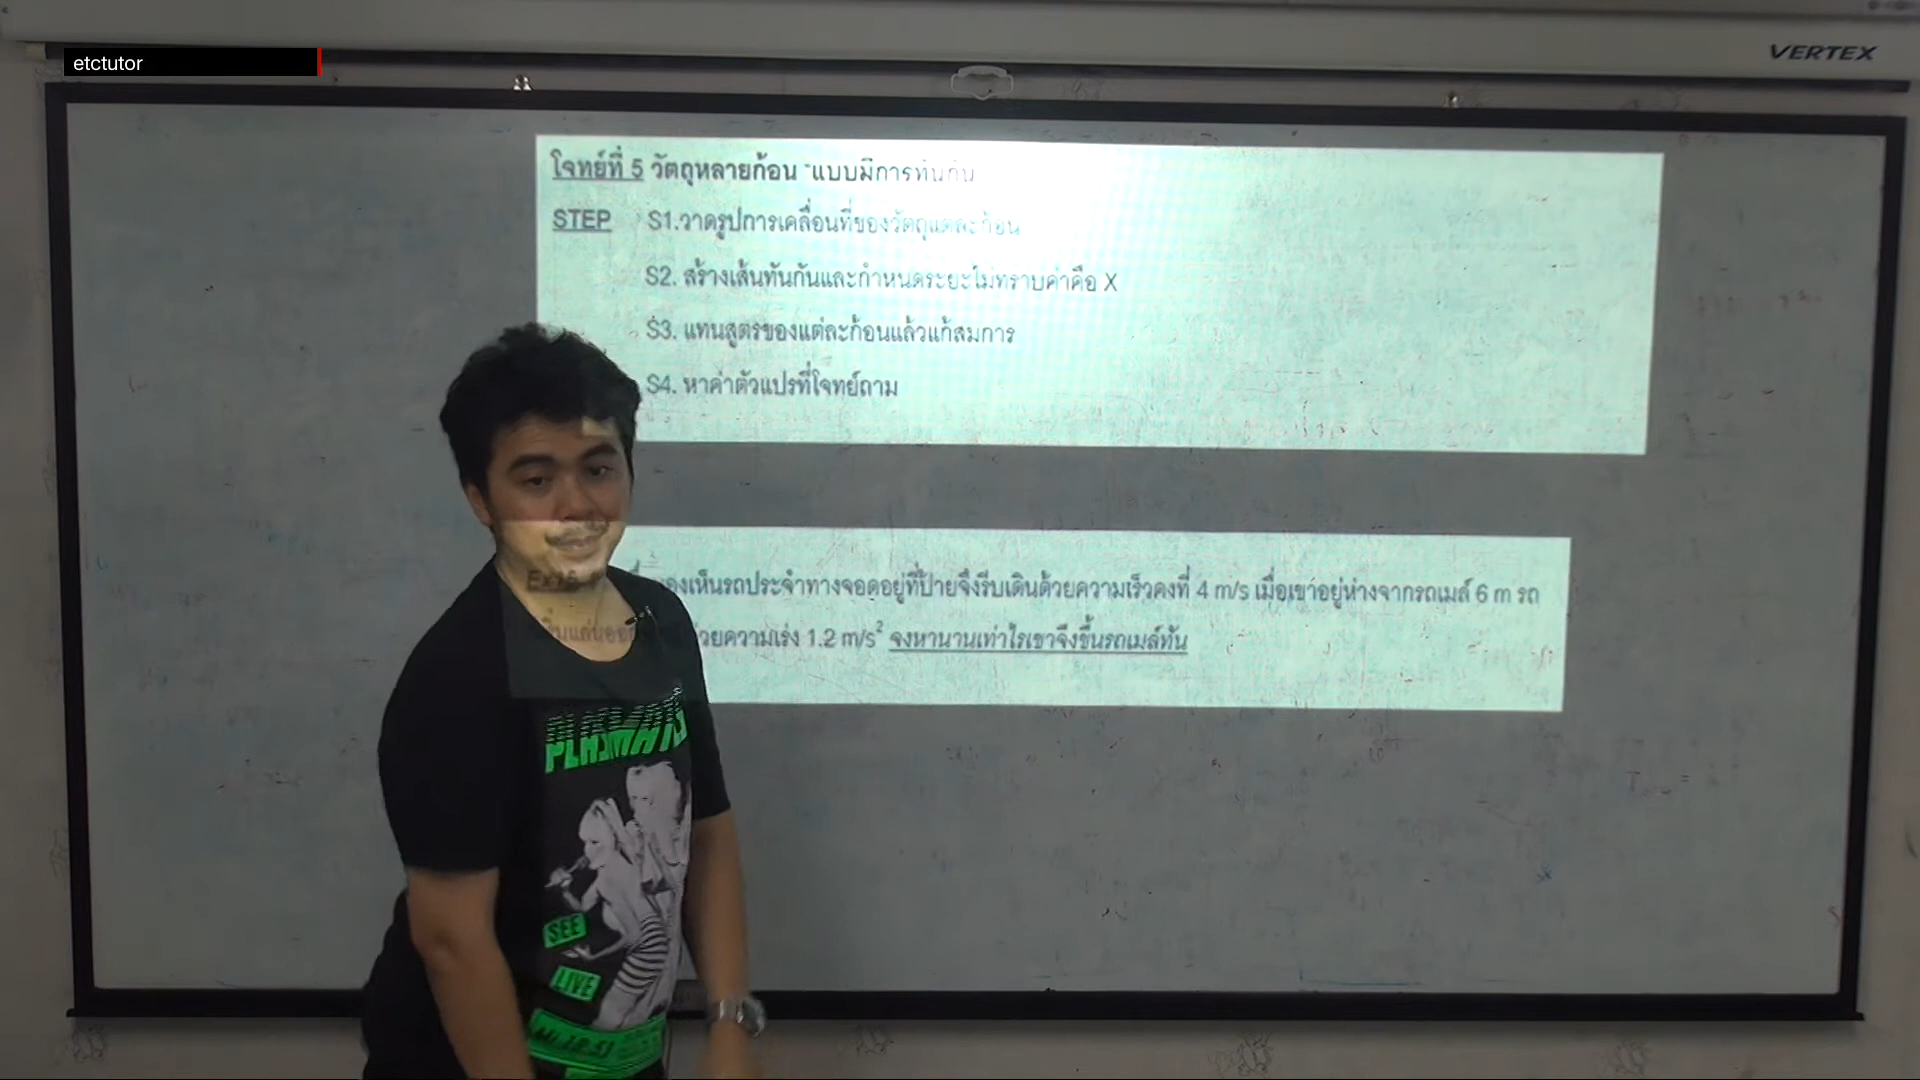 etctutor
VERTEX
โจทย์ที่ 5 วัตถุหลายก้อน "แบบมีการทันกัน
STEP S1.วาดรูปการเคลื่อนที่ของวัตถุแต่ละก้อน
S2. สร้างเส้นทันกันและกำหนดระยะไม่ทราบค่าคือ X
S3. แทนสูตรของแต่ละก้อนแล้วแก้สมการ
S4. หาค่าตัวแปรที่โจทย์ถาม
มองเห็นรถประจำทางจอดอยู่ที่ป้ายจึงรีบเดินด้วยความเร็วคงที่ 4 m/s เมื่อเขาอยู่ห่างจากรถเมล์ 6 m รถ
ด้วยความเร่ง 1.2 m/s² จงหานานเท่าไรเขาจึงขึ้นรถเมล์ทัน
PLASMATICS
SEE
LIVE